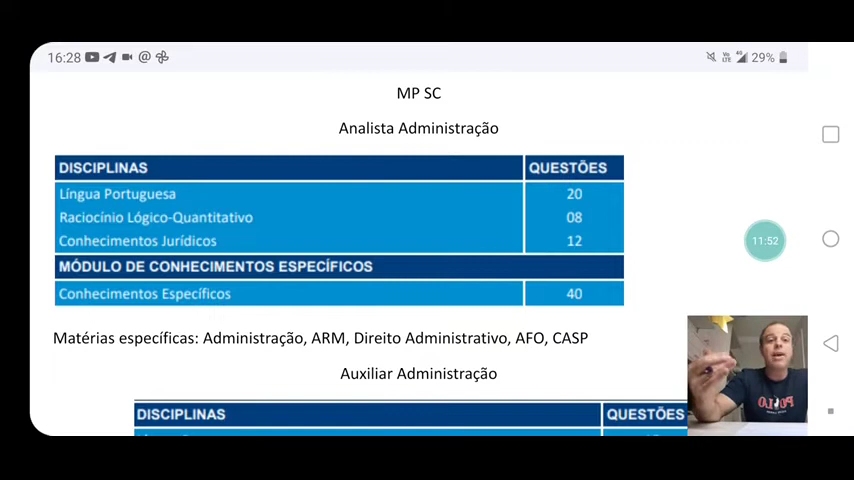 16:28 29%
MP SC
Analista Administração
DISCIPLINAS QUESTÕES
Língua Portuguesa 20
Raciocínio Lógico-Quantitativo 08
Conhecimentos Jurídicos 12
11:52
MÓDULO DE CONHECIMENTOS ESPECÍFICOS
Conhecimentos Específicos 40
Matérias específicas: Administração, ARM, Direito Administrativo, AFO, CASP
Auxiliar Administração
DISCIPLINAS QUESTÕES